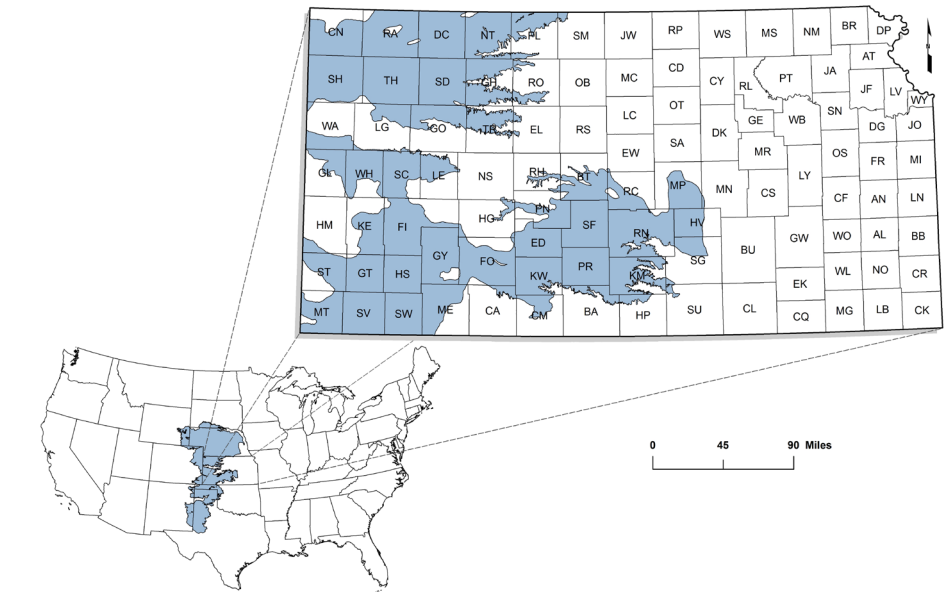 CN RA DC NT PL SM JW RP WS MS NM BR DP
SH TH SD GH RO OB MC CD CY RL PT JA AT JF LV WY
WA LG GO TR EL RS LC OT DK GE WB SN DG JO
GL WH SC LE NS RH BT RC EW SA MP MN MR CS LY OS FR MI
HM KE FI HG PN SF RN HV BU GW CF AN LN
ST GT HS GY FO ED KW PR KM SG EK WO AL BB
MT SV SW ME CA CM BA HP SU CL CQ WL NO CR
MG LB CK
0 45 90 Miles